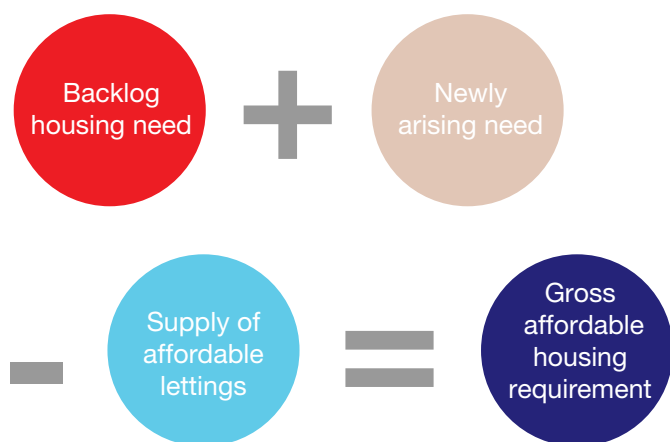 Backlog
housing need
+
Newly
arising need
-
Supply of
affordable
lettings
=
Gross
affordable
housing
requirement